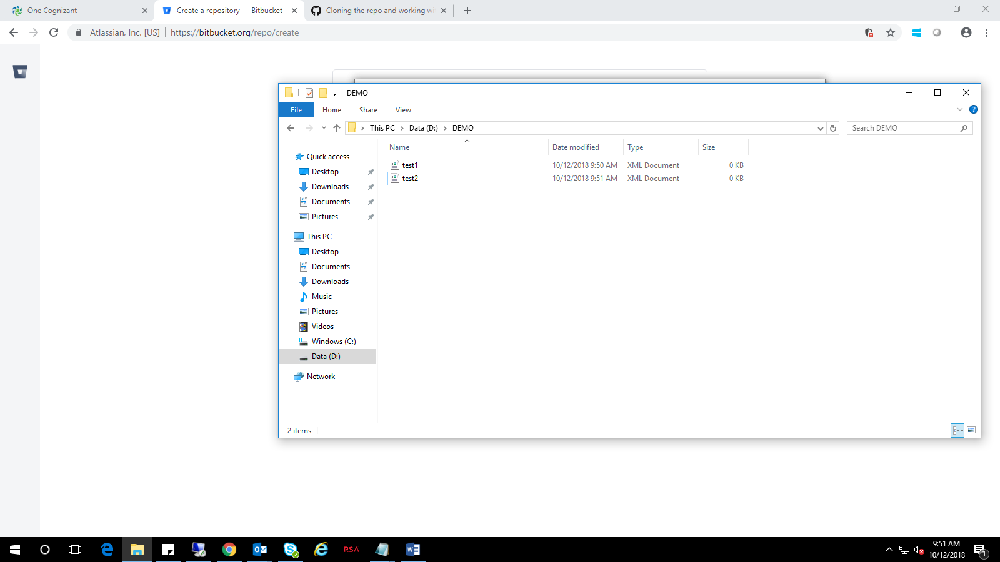 One Cognizant
Create a repository — Bitbucket
Cloning the repo and working wi
Atlassian, Inc. [US]
https://bitbucket.org/repo/create
DEMO
File Home Share View
This PC > Data (D:) > DEMO
Search DEMO
Name Date modified Type Size
test1 10/12/2018 9:50 AM XML Document 0 KB
test2 10/12/2018 9:51 AM XML Document 0 KB
Quick access
Desktop
Downloads
Documents
Pictures
This PC
Desktop
Documents
Downloads
Music
Pictures
Videos
Windows (C:)
Data (D:)
Network
2 items
RSA
9:51 AM
10/12/2018
1